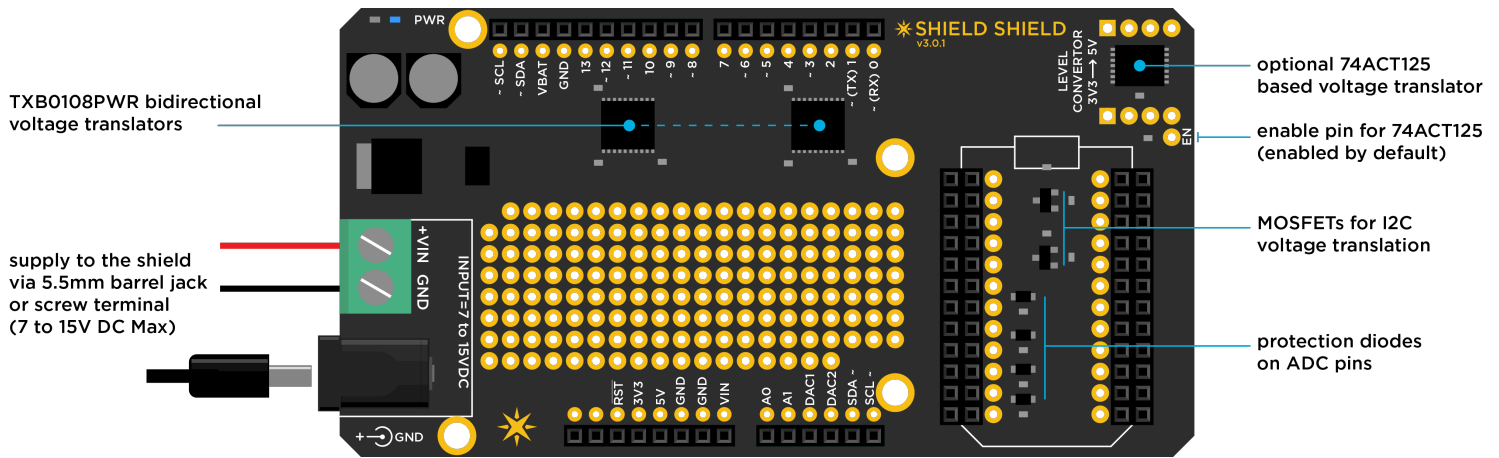 PWR
~ SCL
~ SDA
VBAT
GND
13
~ 12
~ 11
10
~ 9
~ 8
7
~ 6
~ 5
4
~ 3
2
~ (TX) 1
~ (RX) 0
SHIELD SHIELD
v3.0.1
LEVEL
CONVERTOR
3V3 → 5V
EN
TXB0108PWR bidirectional
voltage translators
supply to the shield
via 5.5mm barrel jack
or screw terminal
(7 to 15V DC Max)
+VIN
GND
INPUT=7 to 15VDC
optional 74ACT125
based voltage translator
enable pin for 74ACT125
(enabled by default)
MOSFETs for I2C
voltage translation
protection diodes
on ADC pins
RST
3V3
5V
GND
GND
VIN
A0
A1
DAC1
DAC2
SDA ~
SCL ~
+ GND